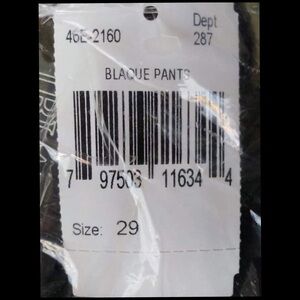 46E-2160 Dept
287
BLAQUE PANTS
7 97503 11634 4
Size: 29